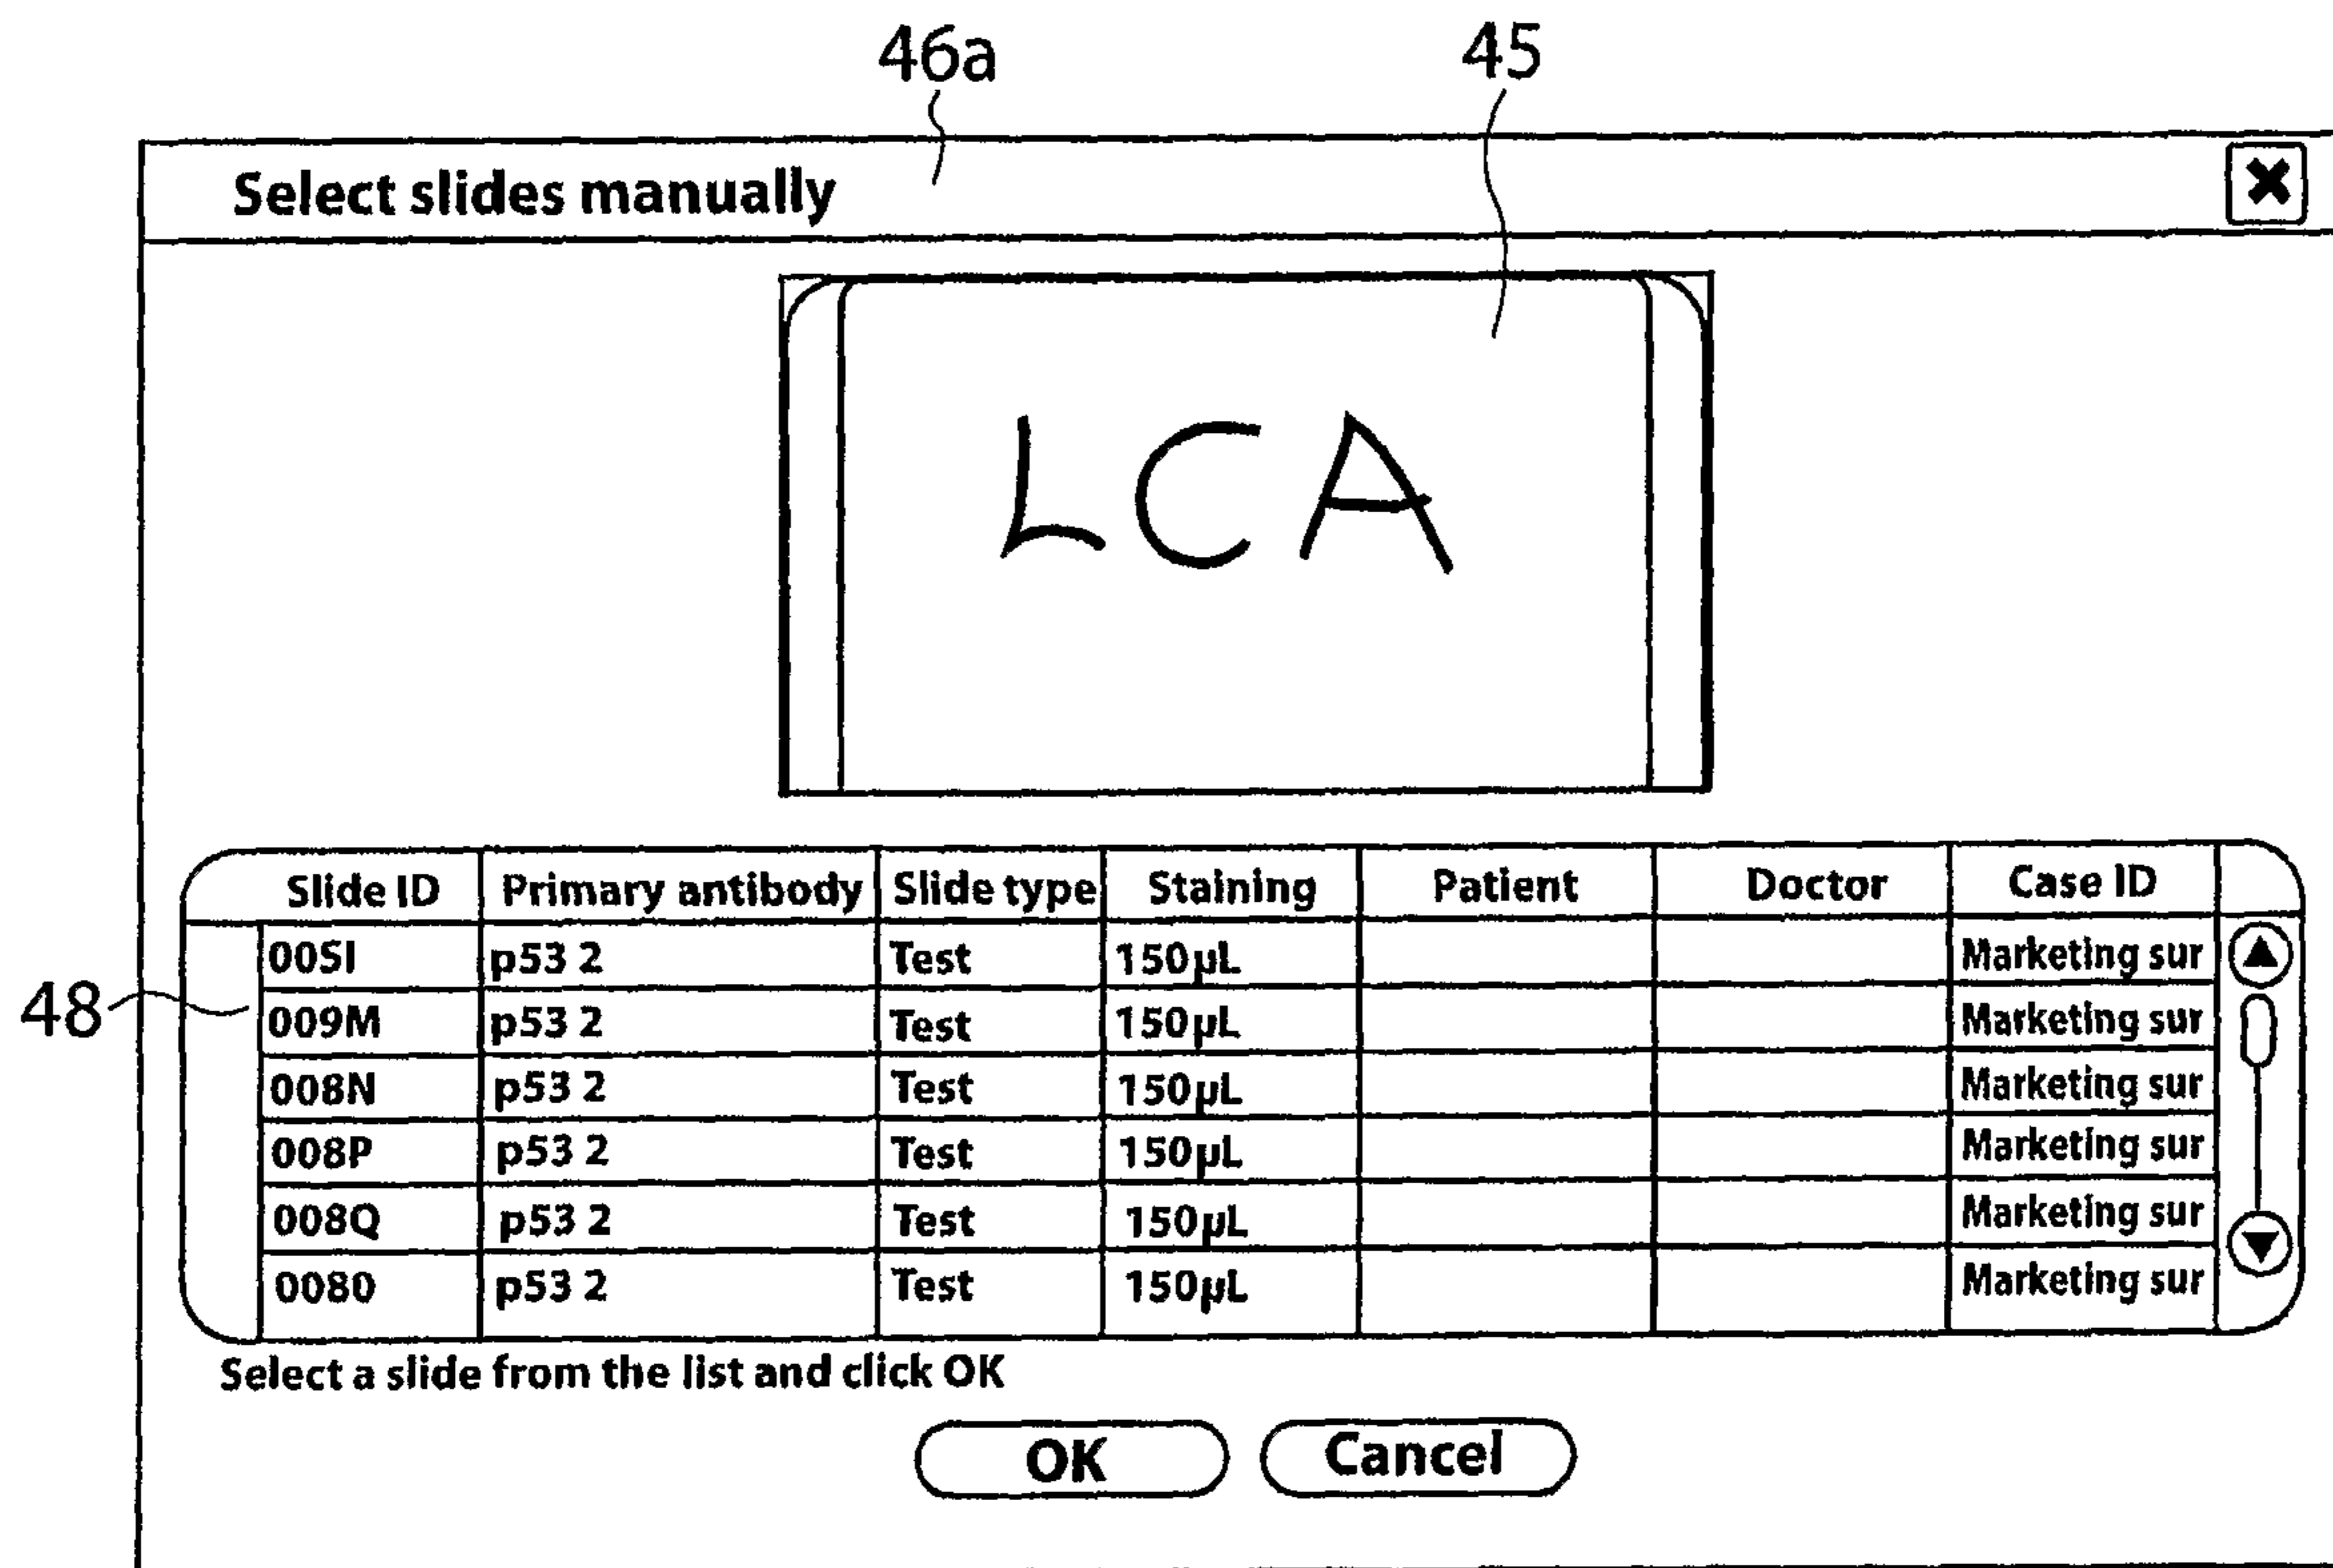 46a 45
Select slides manually
LCA
Slide ID Primary antibody Slide type Staining Patient Doctor Case ID
00SI p53 2 Test 150µL Marketing sur
48
009M p53 2 Test 150µL Marketing sur
008N p53 2 Test 150µL Marketing sur
008P p53 2 Test 150µL Marketing sur
008Q p53 2 Test 150µL Marketing sur
0080 p53 2 Test 150µL Marketing sur
Select a slide from the list and click OK
OK Cancel